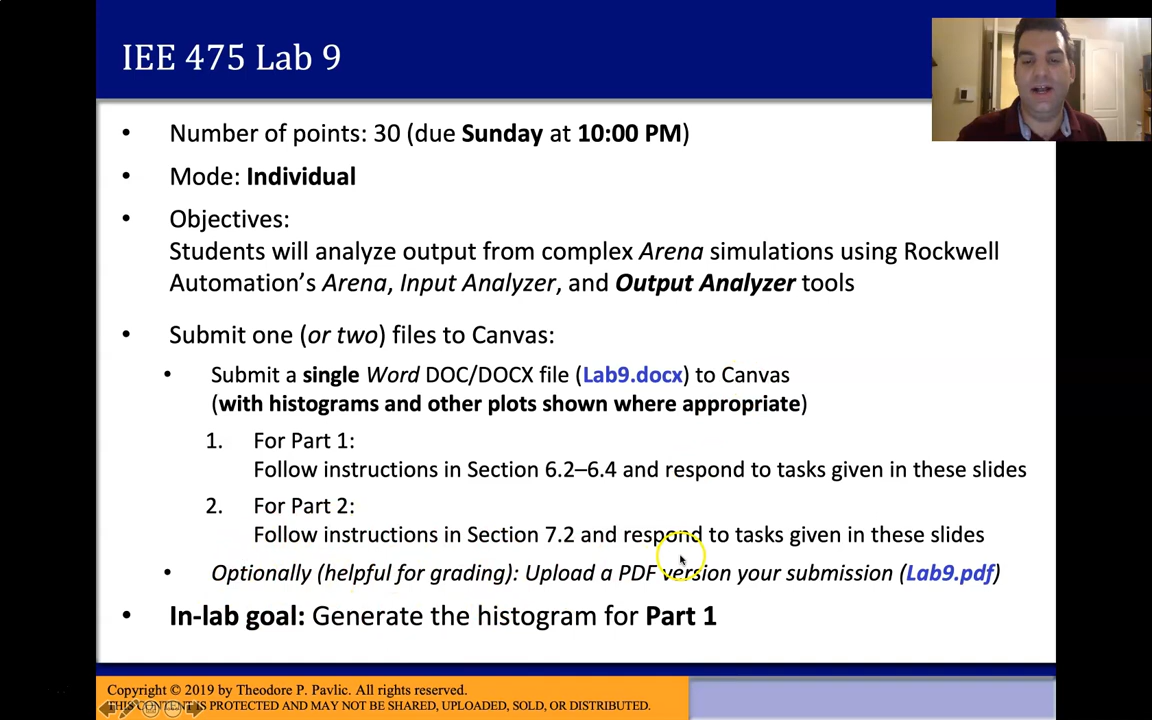 IEE 475 Lab 9
• Number of points: 30 (due Sunday at 10:00 PM)
• Mode: Individual
• Objectives:
Students will analyze output from complex Arena simulations using Rockwell
Automation’s Arena, Input Analyzer, and Output Analyzer tools
• Submit one (or two) files to Canvas:
• Submit a single Word DOC/DOCX file (Lab9.docx) to Canvas
(with histograms and other plots shown where appropriate)
1. For Part 1:
Follow instructions in Section 6.2–6.4 and respond to tasks given in these slides
2. For Part 2:
Follow instructions in Section 7.2 and respond to tasks given in these slides
• Optionally (helpful for grading): Upload a PDF version your submission (Lab9.pdf)
• In-lab goal: Generate the histogram for Part 1
Copyright © 2019 by Theodore P. Pavlic. All rights reserved.
THIS CONTENT IS PROTECTED AND MAY NOT BE SHARED, UPLOADED, SOLD, OR DISTRIBUTED.